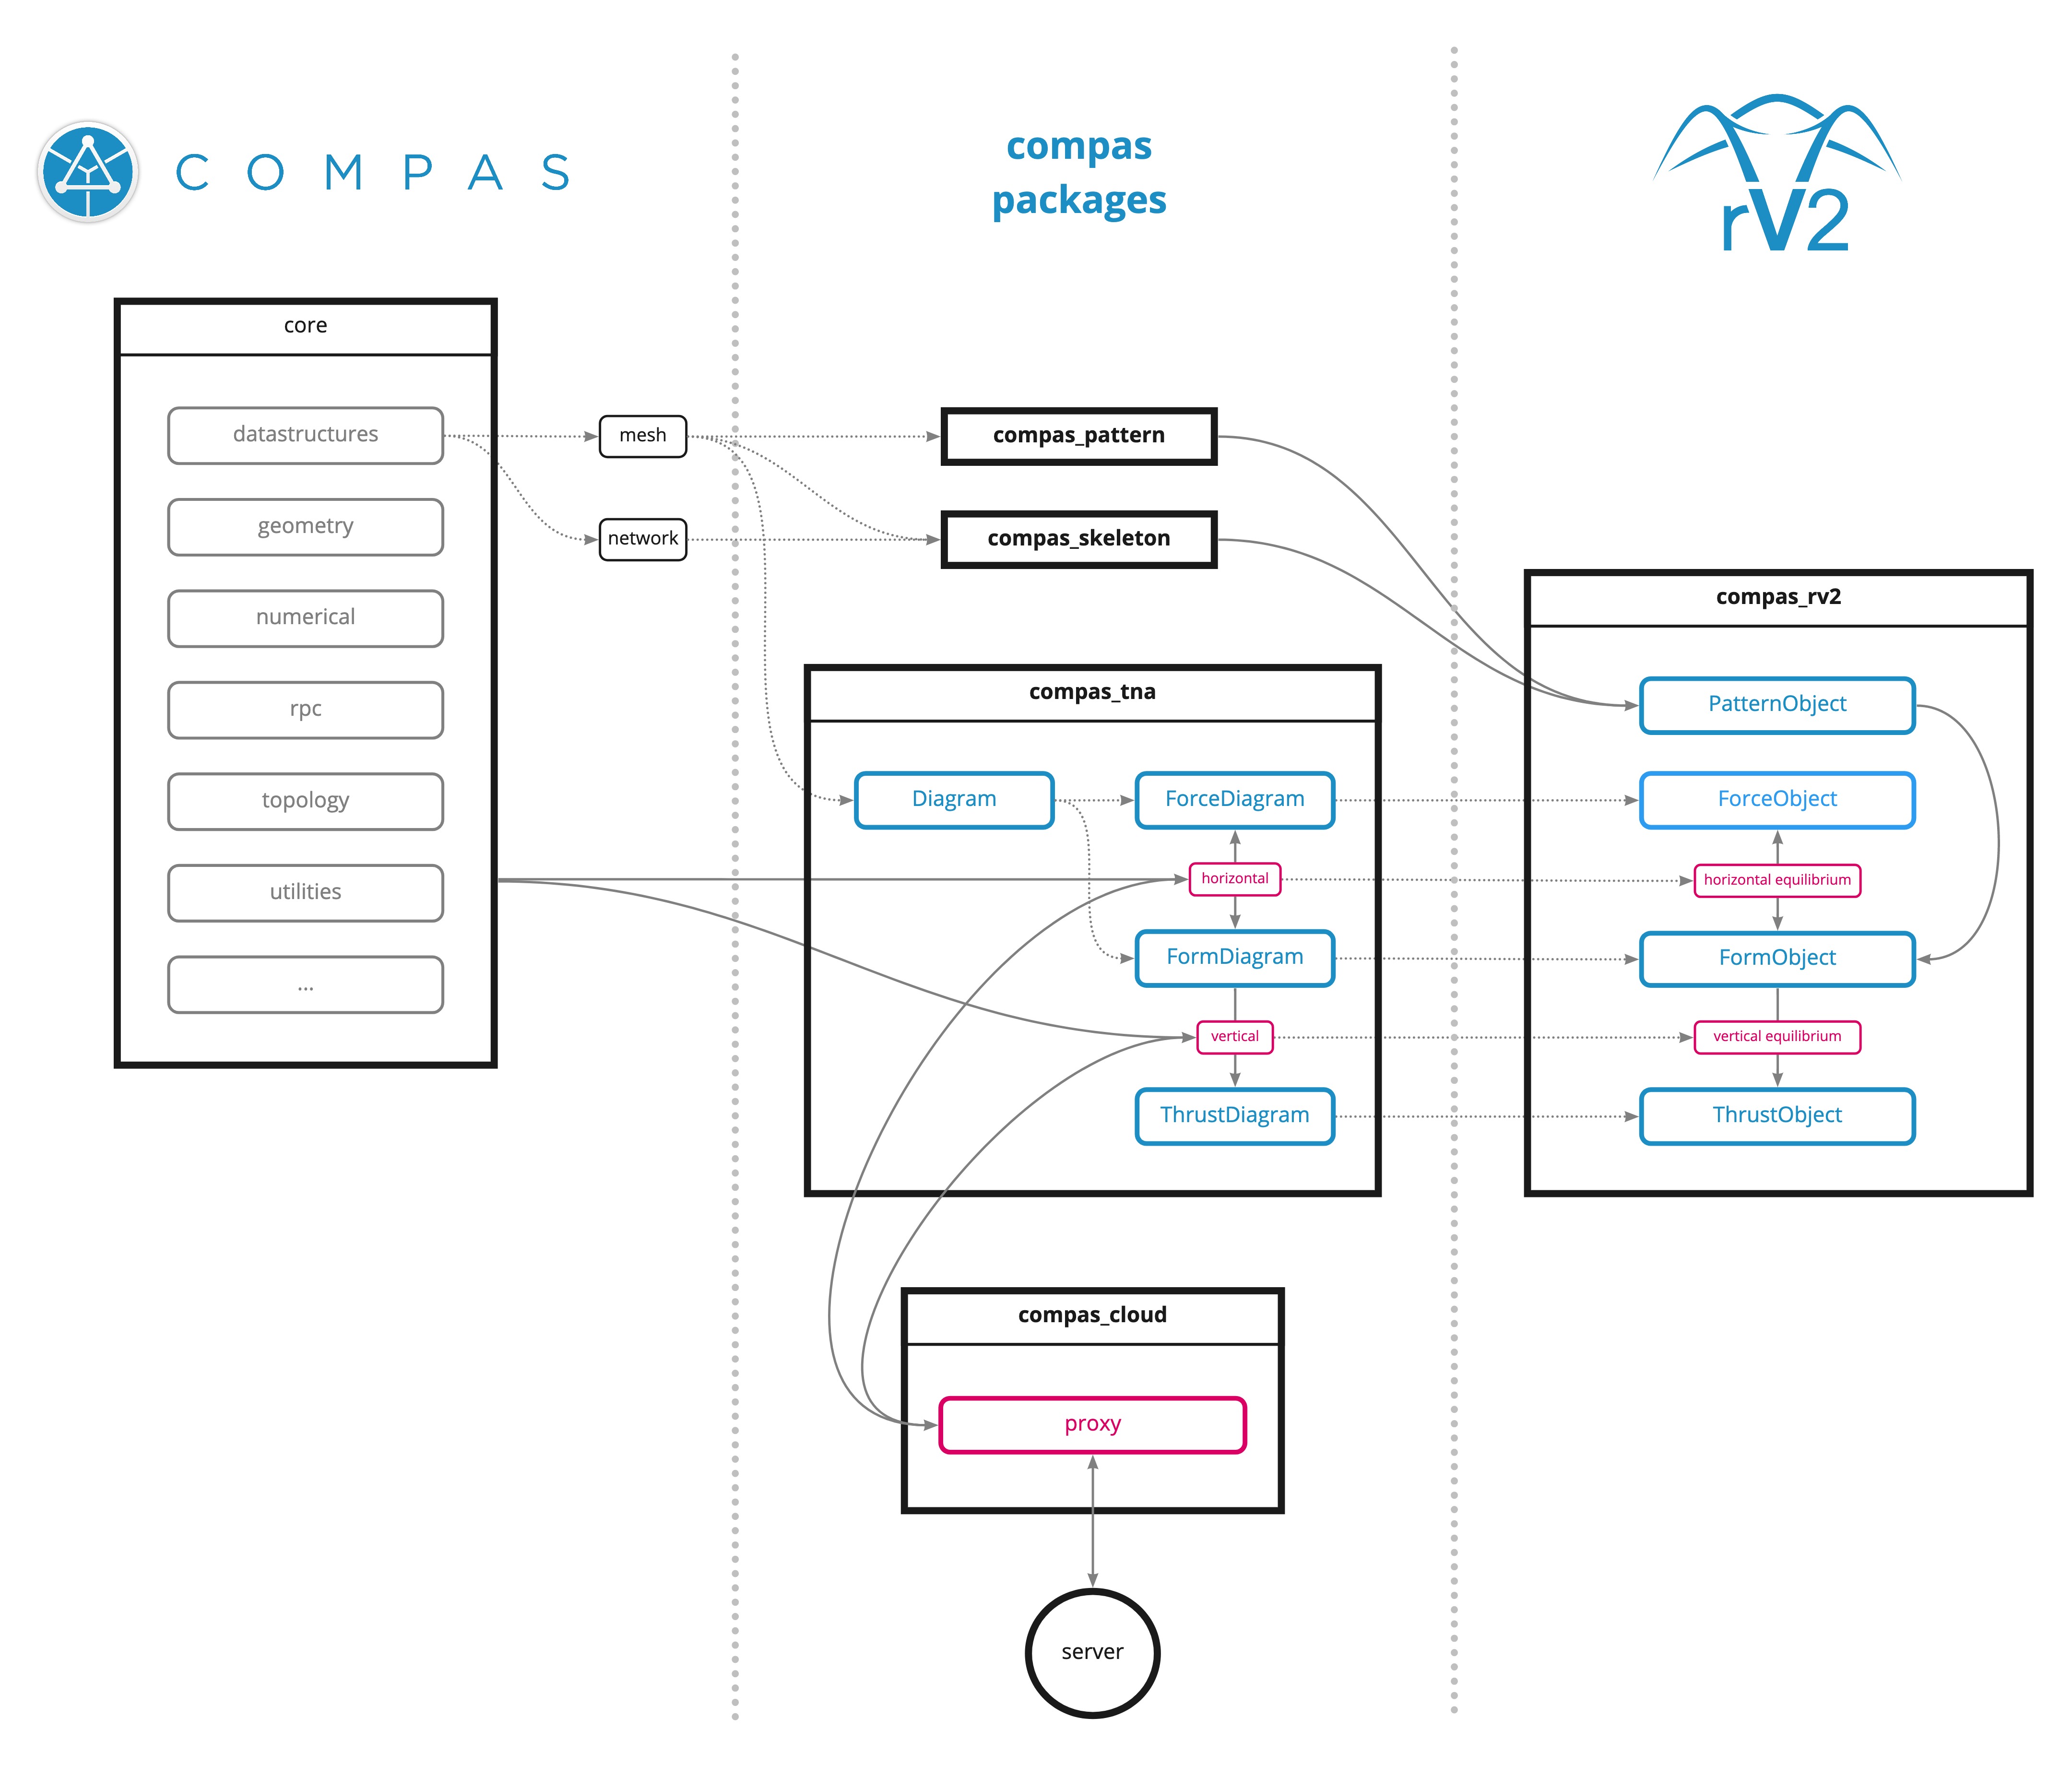 COMPAS
compas
packages
rV2
core
datastructures
geometry
numerical
rpc
topology
utilities
...
mesh
network
compas_pattern
compas_skeleton
compas_tna
Diagram
ForceDiagram
horizontal
FormDiagram
vertical
ThrustDiagram
compas_cloud
proxy
server
compas_rv2
PatternObject
ForceObject
horizontal equilibrium
FormObject
vertical equilibrium
ThrustObject